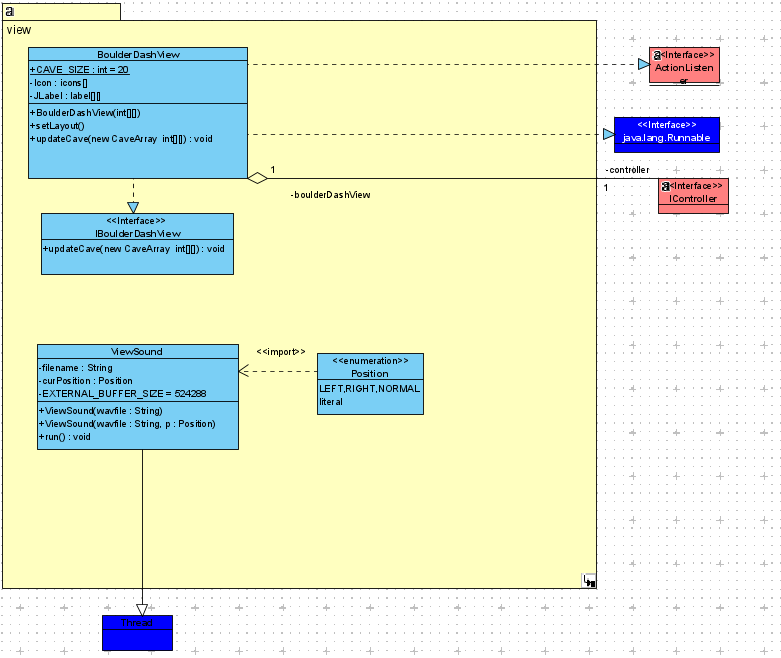 a
view
BoulderDashView
+CAVE_SIZE : int = 20
-Icon : icons[]
-JLabel : label[][]
+BoulderDashView(int[][])
+setLayout()
+updateCave(new CaveArray int[][]) : void
a <<Interface>>
ActionListen
er
<<Interface>>
java.lang.Runnable
1
-controller
-boulderDashView
1
a <<Interface>>
IController
<<Interface>>
IBoulderDashView
+updateCave(new CaveArray int[][]) : void
ViewSound
-filename : String
-curPosition : Position
-EXTERNAL_BUFFER_SIZE = 524288
+ViewSound(wavfile : String)
+ViewSound(wavfile : String, p : Position)
+run() : void
<<import>>
<<enumeration>>
Position
LEFT,RIGHT,NORMAL
literal
Thread